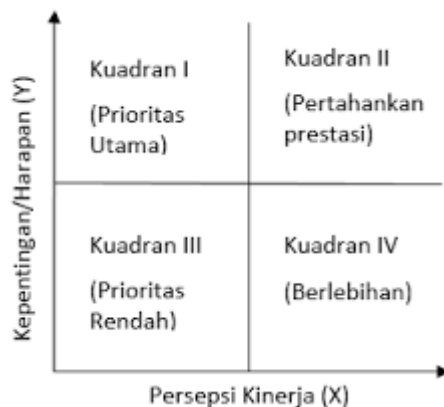 Kepentingan/Harapan (Y)
Kuadran I
(Prioritas
Utama)
Kuadran II
(Pertahankan
prestasi)
Kuadran III
(Prioritas
Rendah)
Kuadran IV
(Berlebihan)
Persepsi Kinerja (X)